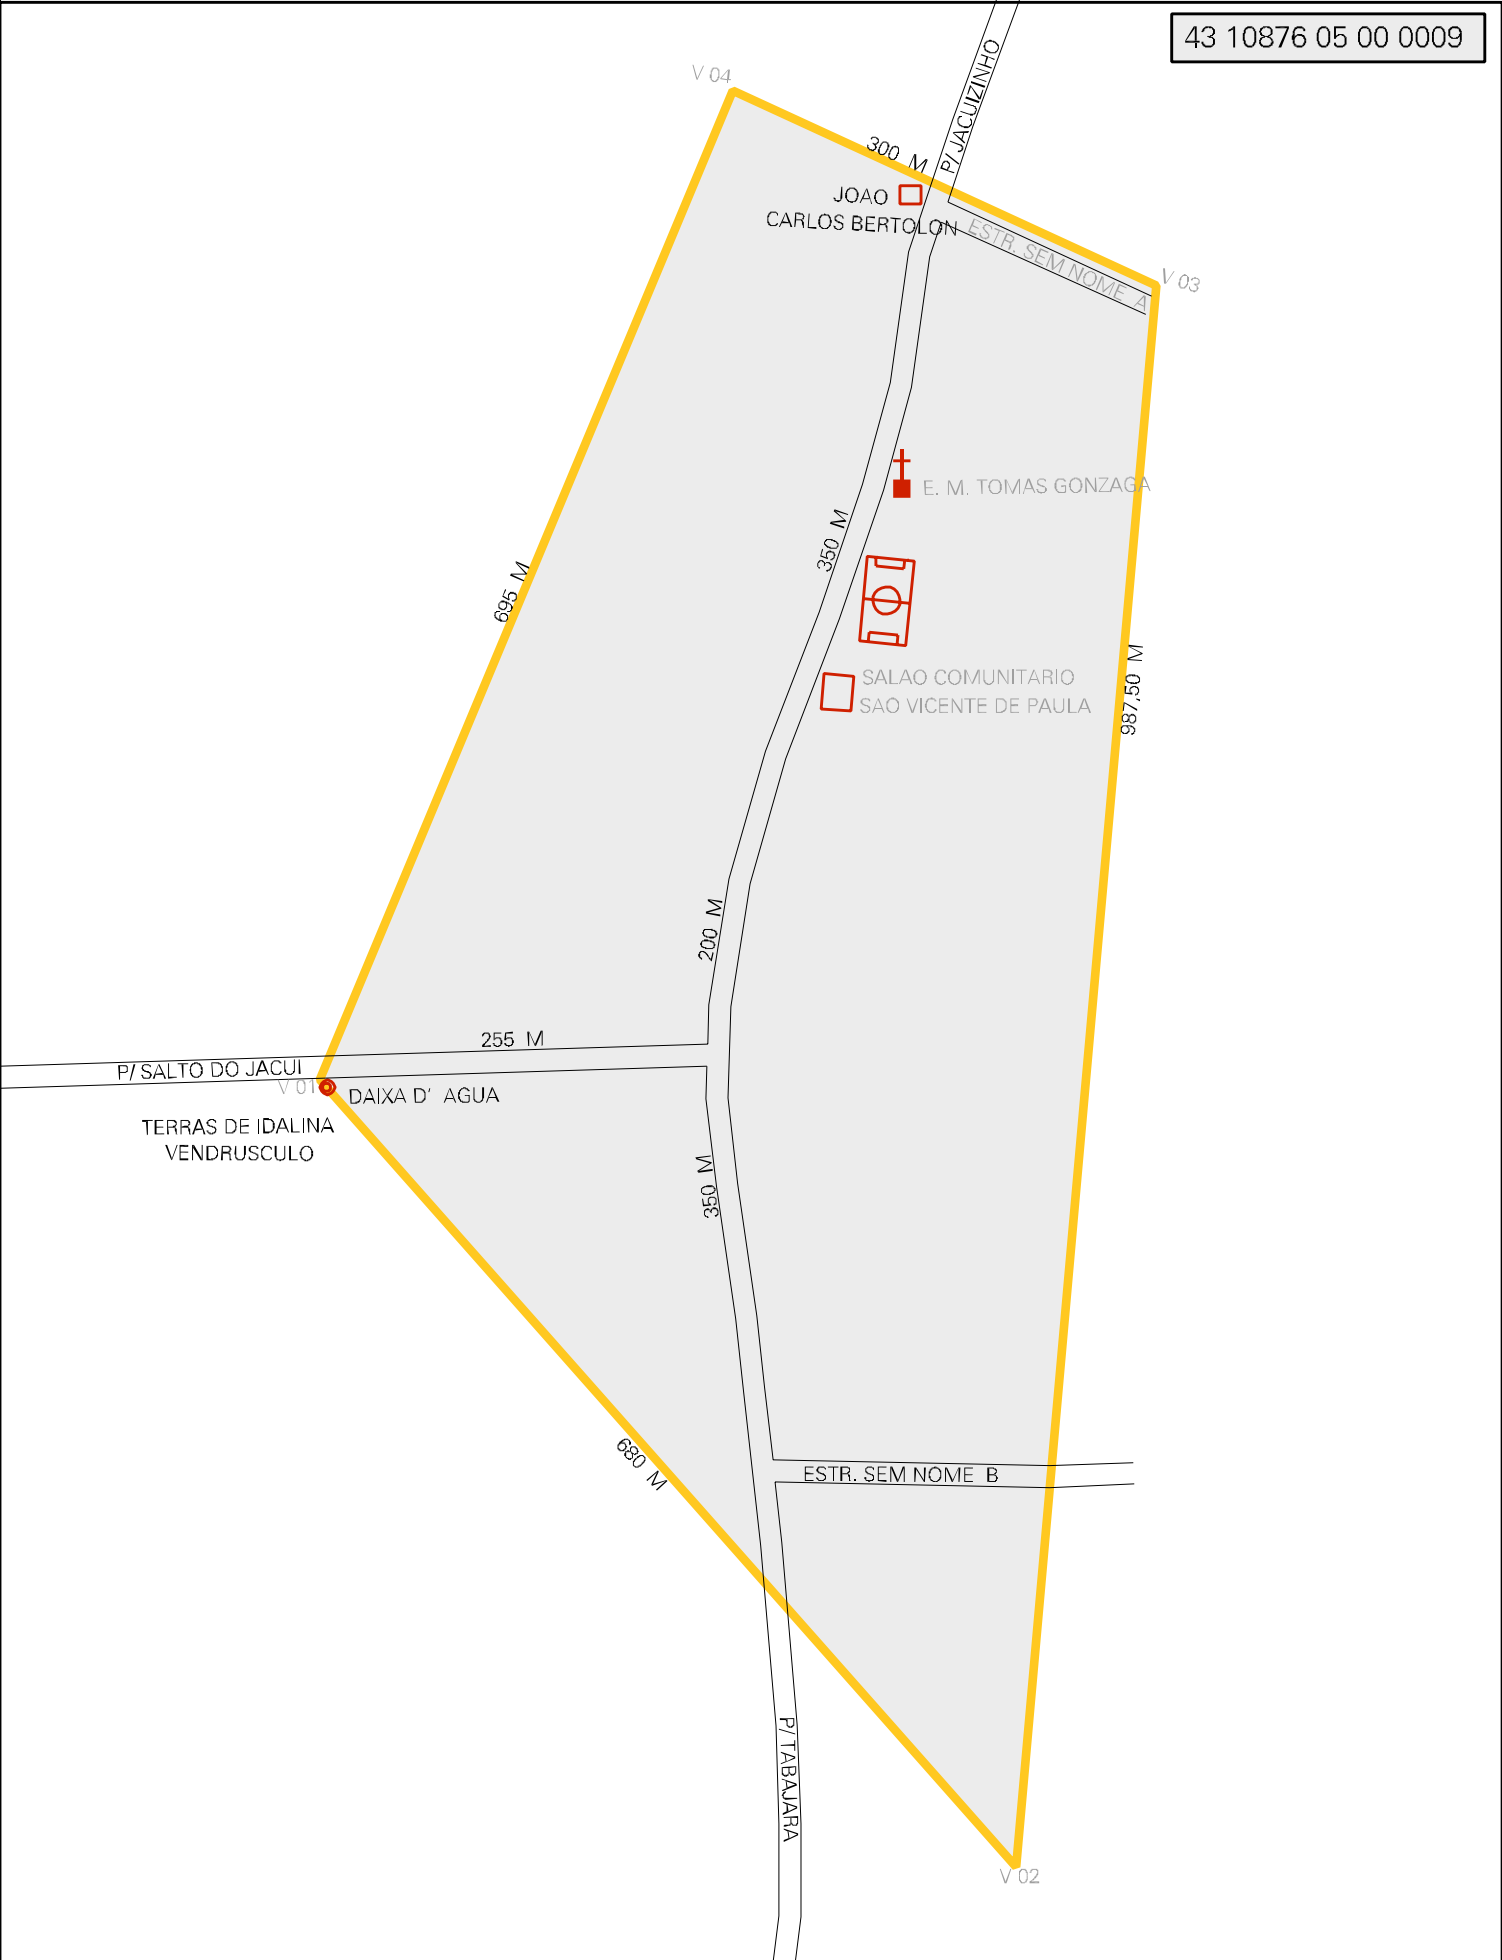 43 10876 05 00 0009
V 04
P/ JACUIZINHO
300 M
JOAO
CARLOS BERTOLON
ESTR. SEM NOME A
V 03
E. M. TOMAS GONZAGA
350 M
695 M
SALAO COMUNITARIO
SAO VICENTE DE PAULA
987,50 M
200 M
255 M
P/ SALTO DO JACUI
V 01
DAIXA D' AGUA
TERRAS DE IDALINA
VENDRUSCULO
350 M
680 M
ESTR. SEM NOME B
P/ TABAJARA
V 02